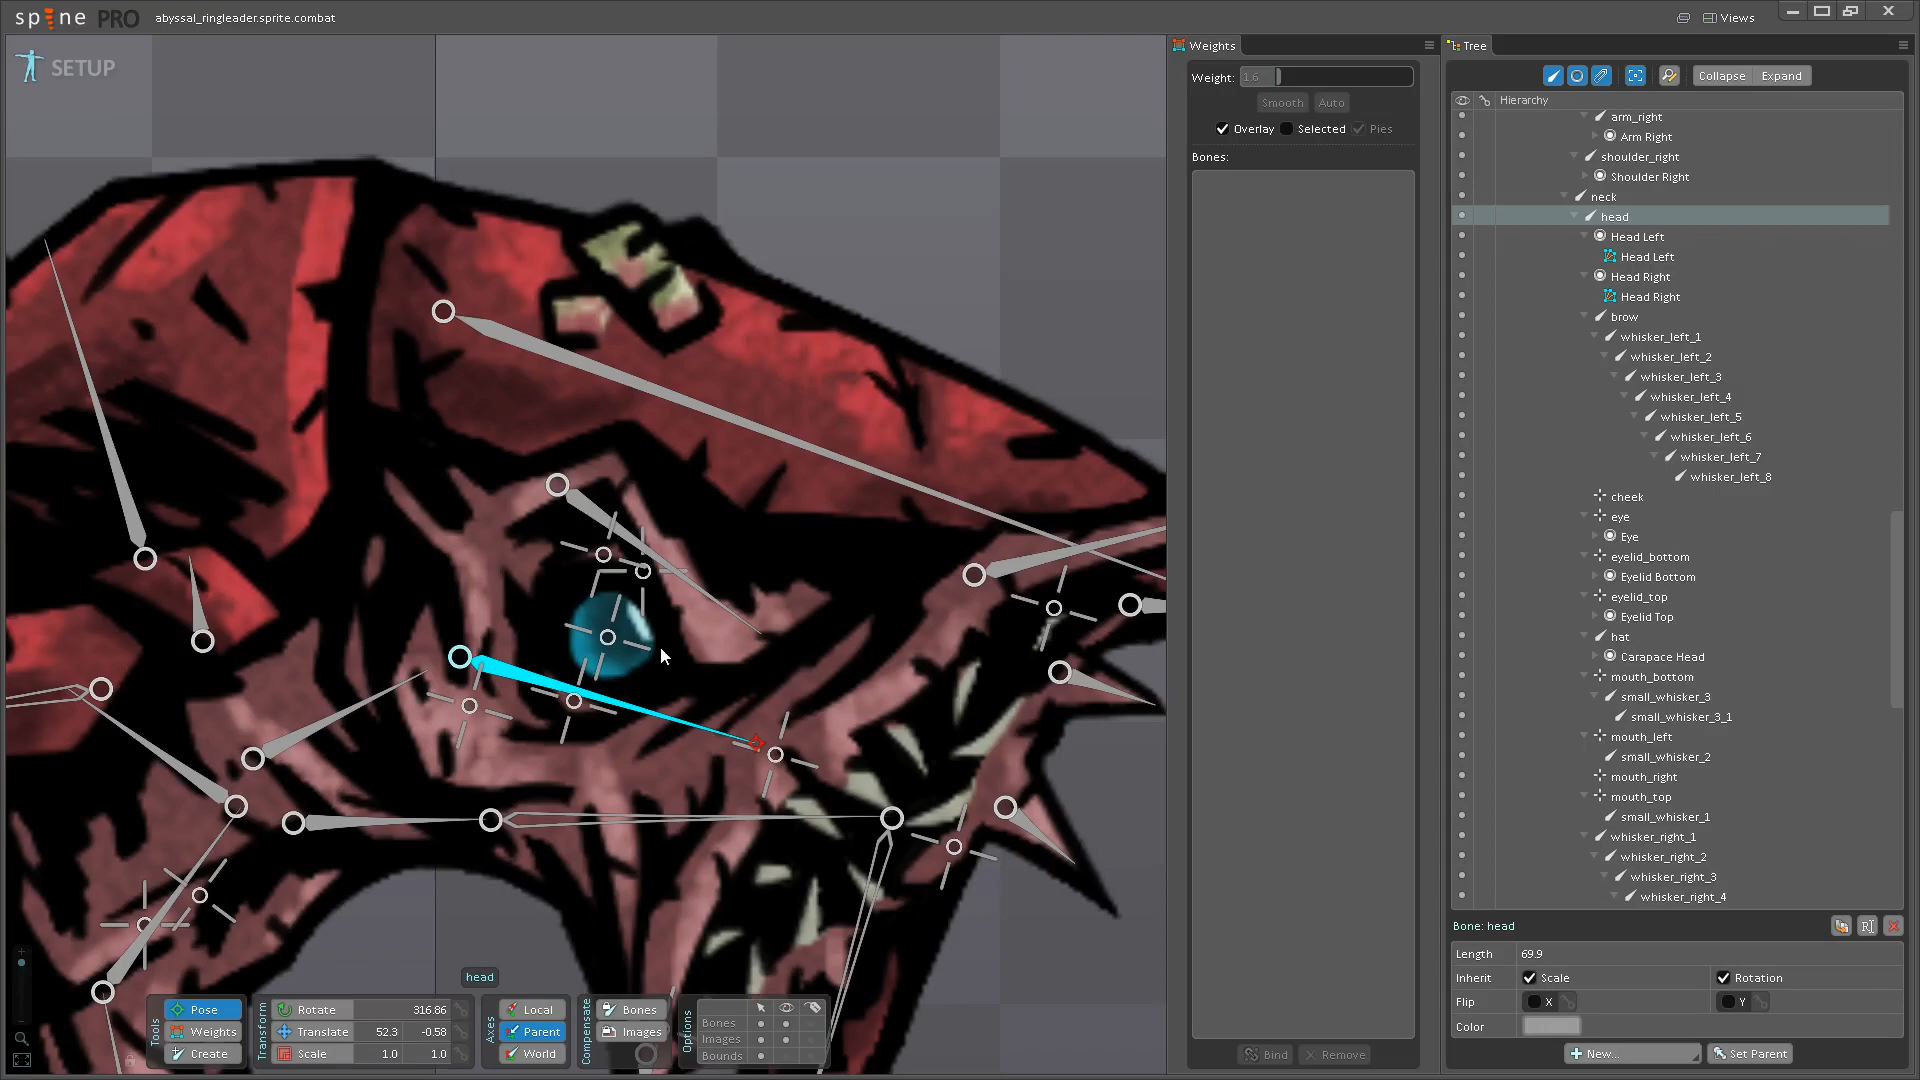 spine PRO abyssal_ringleader.sprite.combat Views
SETUP
Weights
Weight: 1.6
Smooth Auto
Overlay Selected Pies
Bones:
Bind Remove
Tree
Collapse Expand
Hierarchy
arm_right
Arm Right
shoulder_right
Shoulder Right
neck
head
Head Left
Head Left
Head Right
Head Right
brow
whisker_left_1
whisker_left_2
whisker_left_3
whisker_left_4
whisker_left_5
whisker_left_6
whisker_left_7
whisker_left_8
cheek
eye
Eye
eyelid_bottom
Eyelid Bottom
eyelid_top
Eyelid Top
hat
Carapace Head
mouth_bottom
small_whisker_3
small_whisker_3_1
mouth_left
small_whisker_2
mouth_right
mouth_top
small_whisker_1
whisker_right_1
whisker_right_2
whisker_right_3
whisker_right_4
Bone: head
Length 69.9
Inherit Scale Rotation
Flip X Y
Color
New... Set Parent
head
Tools
Pose
Weights
Create
Transform
Rotate 316.86
Translate 52.3 -0.58
Scale 1.0 1.0
Axes
Local
Parent
World
Compensate
Bones
Images
Options
Bones
Images
Bounds